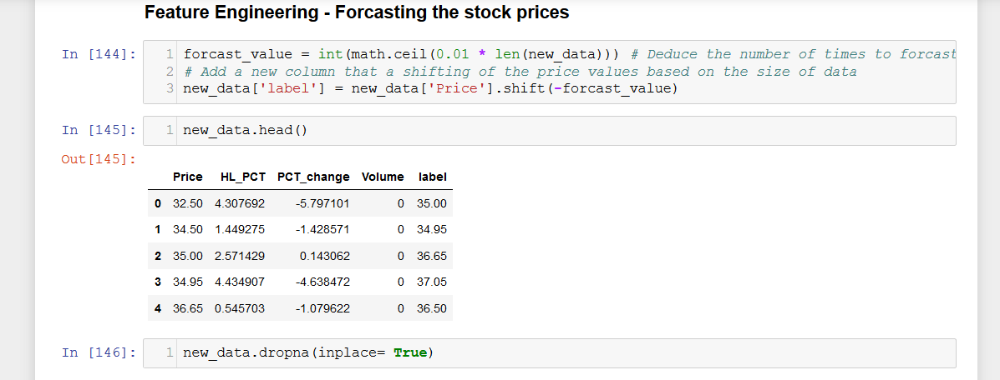 Feature Engineering - Forcasting the stock prices
In [144]: 1 forcast_value = int(math.ceil(0.01 * len(new_data))) # Deduce the number of times to forcast
2 # Add a new column that a shifting of the price values based on the size of data
3 new_data['label'] = new_data['Price'].shift(-forcast_value)
In [145]: 1 new_data.head()
Out[145]:
Price HL_PCT PCT_change Volume label
0 32.50 4.307692 -5.797101 0 35.00
1 34.50 1.449275 -1.428571 0 34.95
2 35.00 2.571429 0.143062 0 36.65
3 34.95 4.434907 -4.638472 0 37.05
4 36.65 0.545703 -1.079622 0 36.50
In [146]: 1 new_data.dropna(inplace= True)